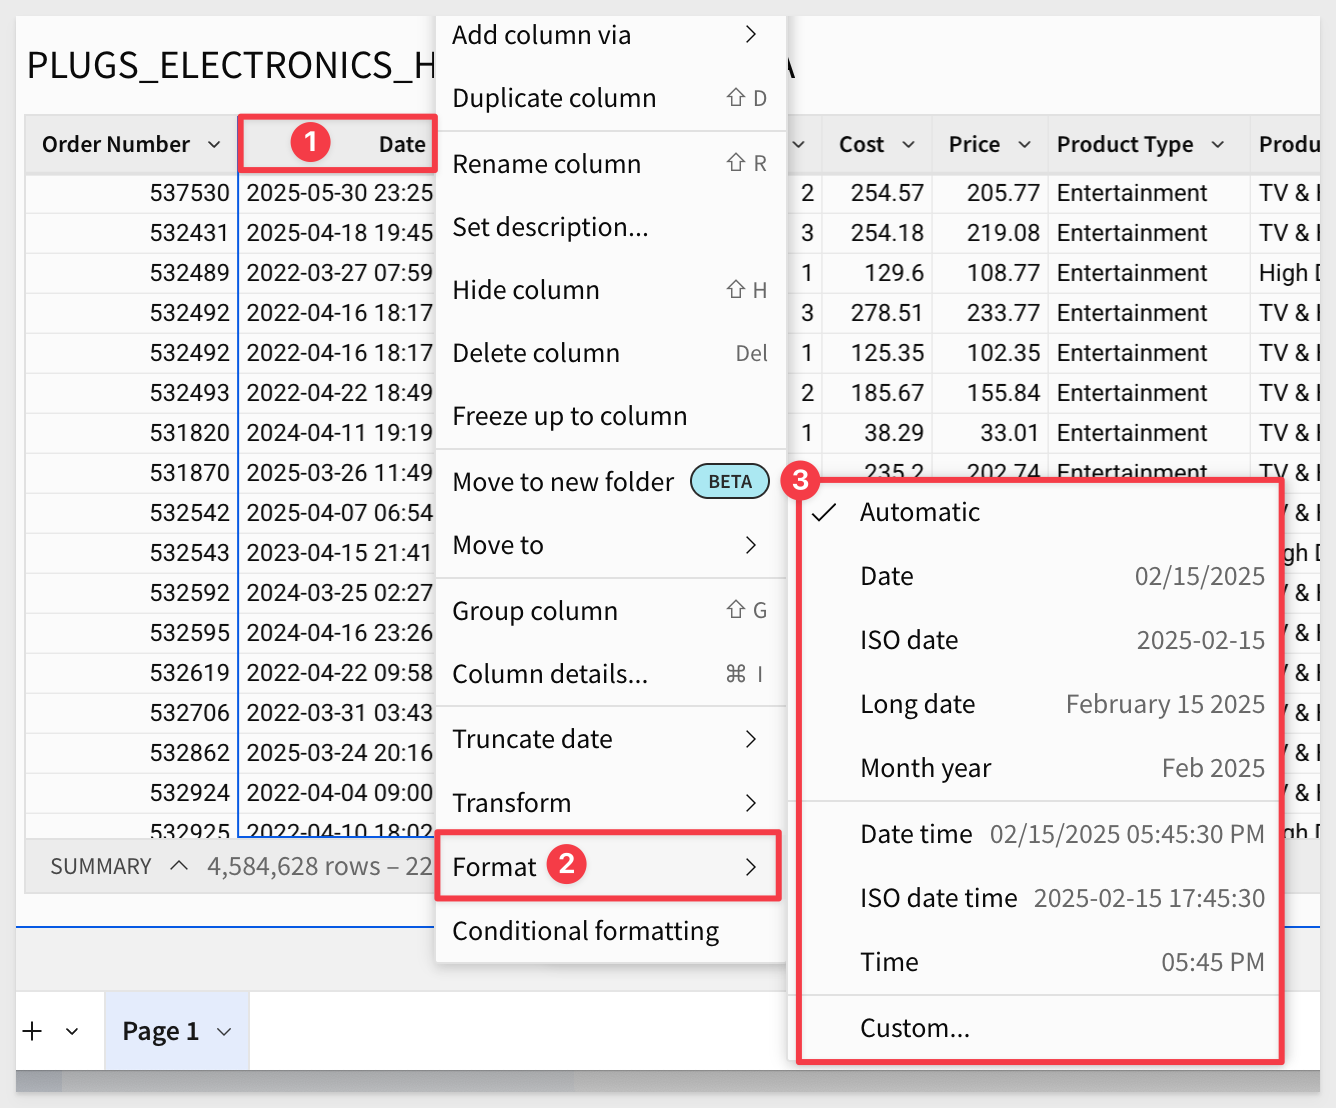 PLUGS_ELECTRONICS_H
Order Number 1 Date Cost Price Product Type Produ
537530 2025-05-30 23:25 2 254.57 205.77 Entertainment TV & H
532431 2025-04-18 19:45 3 254.18 219.08 Entertainment TV & H
532489 2022-03-27 07:59 1 129.6 108.77 Entertainment High D
532492 2022-04-16 18:17 3 278.51 233.77 Entertainment TV & H
532492 2022-04-16 18:17 1 125.35 102.35 Entertainment TV & H
532493 2022-04-22 18:49 2 185.67 155.84 Entertainment TV & H
531820 2024-04-11 19:19 1 38.29 33.01 Entertainment TV & H
531870 2025-03-26 11:49 235.2 202.74 Entertainment TV & H
532542 2025-04-07 06:54
532543 2023-04-15 21:41
532592 2024-03-25 02:27
532595 2024-04-16 23:26
532619 2022-04-22 09:58
532706 2022-03-31 03:43
532862 2025-03-24 20:16
532924 2022-04-04 09:00
532925 2022-04-10 18:02
SUMMARY 4,584,628 rows – 22
Page 1
Add column via
Duplicate column ⇧ D
Rename column ⇧ R
Set description...
Hide column ⇧ H
Delete column Del
Freeze up to column
Move to new folder BETA
Move to
Group column ⇧ G
Column details... ⌘ I
Truncate date
Transform
Format 2
Conditional formatting
3
Automatic
Date 02/15/2025
ISO date 2025-02-15
Long date February 15 2025
Month year Feb 2025
Date time 02/15/2025 05:45:30 PM
ISO date time 2025-02-15 17:45:30
Time 05:45 PM
Custom...